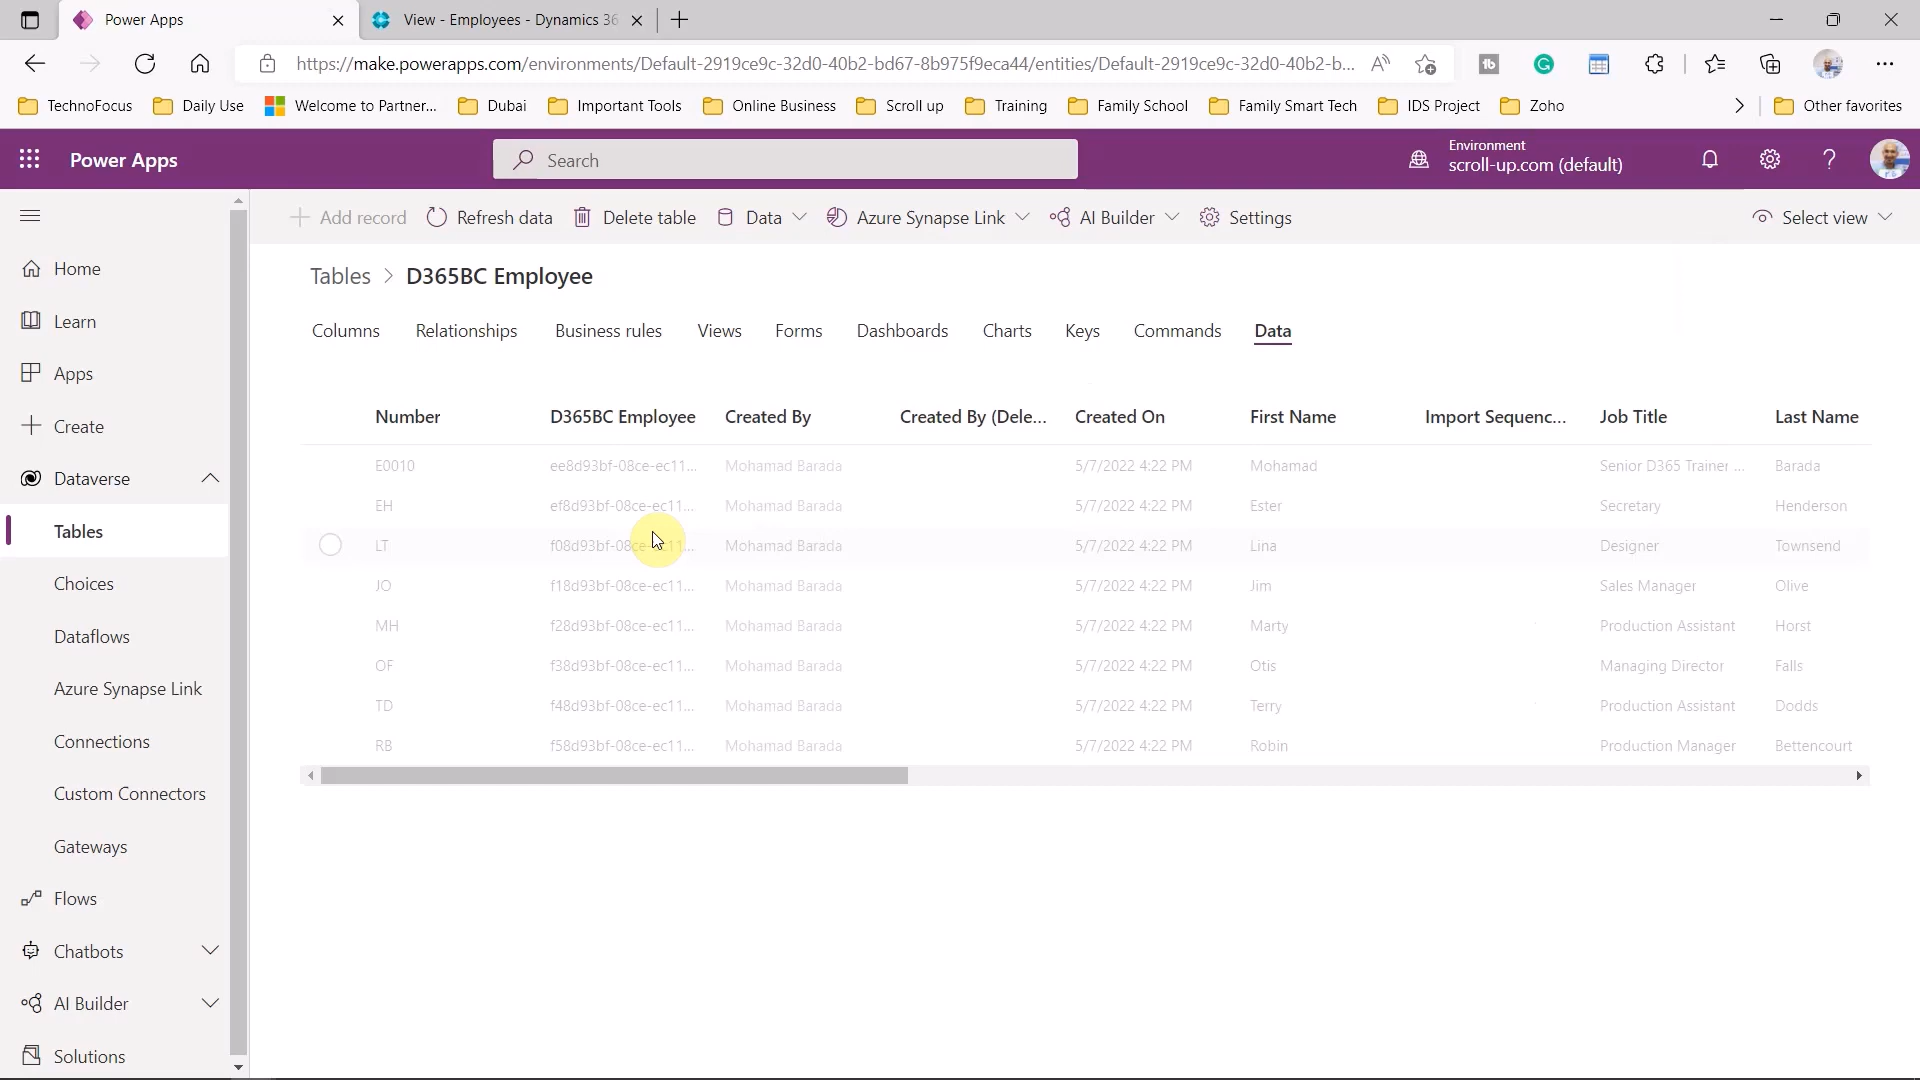 Power Apps
View - Employees - Dynamics 36
https://make.powerapps.com/environments/Default-2919ce9c-32d0-40b2-bd67-8b975f9eca44/entities/Default-2919ce9c-32d0-40b2-b...
TechnoFocus Daily Use Welcome to Partner... Dubai Important Tools Online Business Scroll up Training Family School Family Smart Tech IDS Project Zoho Other favorites
Power Apps
Search
Environment
scroll-up.com (default)
Add record Refresh data Delete table Data Azure Synapse Link AI Builder Settings Select view
Home
Learn
Apps
Create
Dataverse
Tables
Choices
Dataflows
Azure Synapse Link
Connections
Custom Connectors
Gateways
Flows
Chatbots
AI Builder
Solutions
Tables > D365BC Employee
Columns Relationships Business rules Views Forms Dashboards Charts Keys Commands Data
Number D365BC Employee Created By Created By (Dele... Created On First Name Import Sequenc... Job Title Last Name
E0010 ee8d93bf-08ce-ec11... Mohamad Barada 5/7/2022 4:22 PM Mohamad Senior D365 Trainer ... Barada
EH ef8d93bf-08ce-ec11... Mohamad Barada 5/7/2022 4:22 PM Ester Secretary Henderson
LT f08d93bf-08ce-ec11... Mohamad Barada 5/7/2022 4:22 PM Lina Designer Townsend
JO f18d93bf-08ce-ec11... Mohamad Barada 5/7/2022 4:22 PM Jim Sales Manager Olive
MH f28d93bf-08ce-ec11... Mohamad Barada 5/7/2022 4:22 PM Marty Production Assistant Horst
OF f38d93bf-08ce-ec11... Mohamad Barada 5/7/2022 4:22 PM Otis Managing Director Falls
TD f48d93bf-08ce-ec11... Mohamad Barada 5/7/2022 4:22 PM Terry Production Assistant Dodds
RB f58d93bf-08ce-ec11... Mohamad Barada 5/7/2022 4:22 PM Robin Production Manager Bettencourt